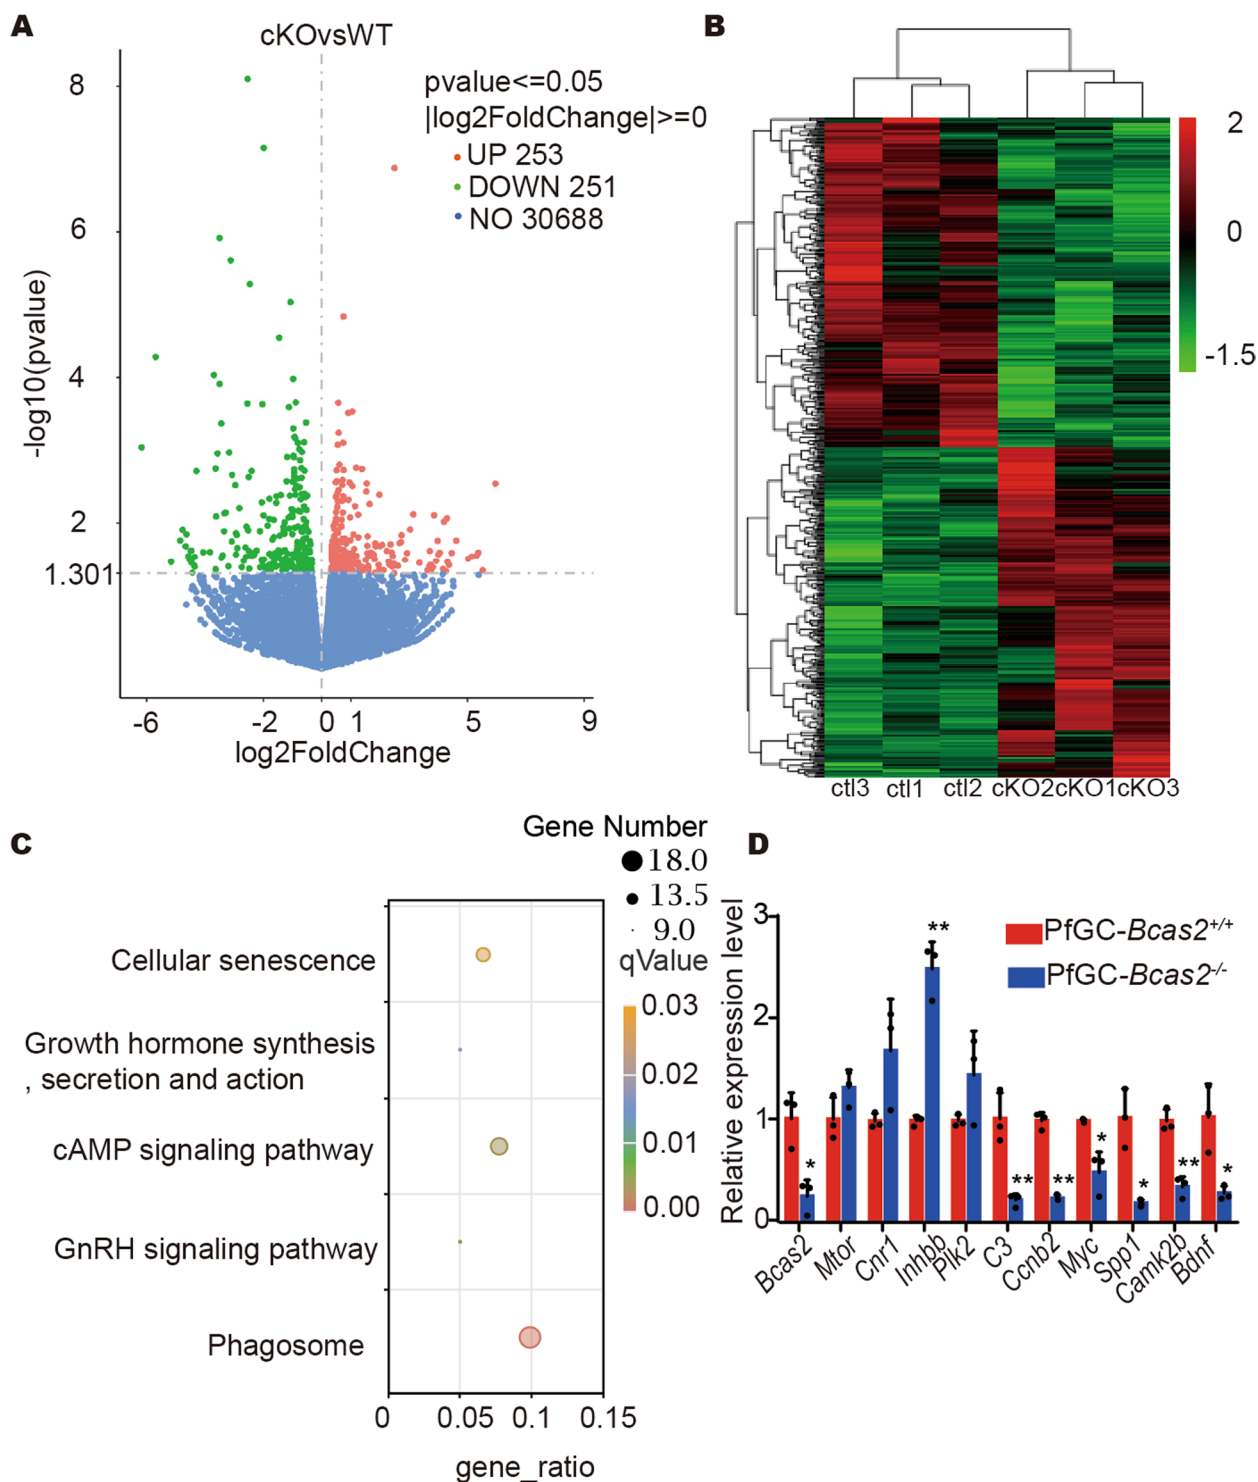 A
cKOvsWT
pvalue<=0.05
|log2FoldChange|>=0
UP 253
DOWN 251
NO 30688
-log10(pvalue)
8
6
4
2
1.301
-6 -2 0 1 5 9
log2FoldChange
B
2
0
-1.5
ctl3 ctl1 ctl2 cKO2 cKO1 cKO3
C
Gene Number
18.0
13.5
9.0
qValue
0.03
0.02
0.01
0.00
Cellular senescence
Growth hormone synthesis
, secretion and action
cAMP signaling pathway
GnRH signaling pathway
Phagosome
0 0.05 0.1 0.15
gene_ratio
D
Relative expression level
3
2
1
0
PfGC-Bcas2+/+
PfGC-Bcas2-/-
* ** ** ** * * ** *
Bcas2 Mtor Cnr1 Inhbb Plk2 C3 Ccnb2 Myc Spp1 Camk2b Bdnf